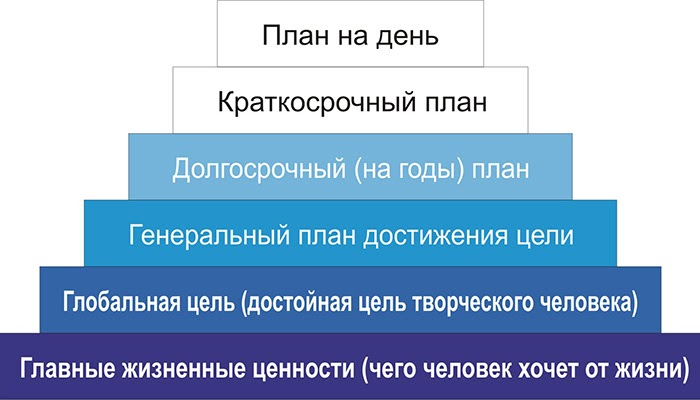 План на день
Краткосрочный план
Долгосрочный (на годы) план
Генеральный план достижения цели
Глобальная цель (достойная цель творческого человека)
Главные жизненные ценности (чего человек хочет от жизни)